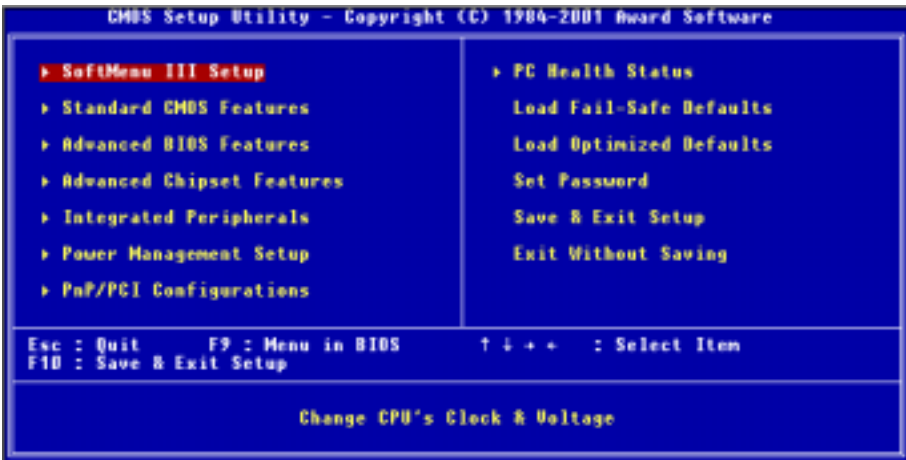 CMOS Setup Utility - Copyright (C) 1984-2001 Award Software
▸ SoftMenu III Setup
▸ Standard CMOS Features
▸ Advanced BIOS Features
▸ Advanced Chipset Features
▸ Integrated Peripherals
▸ Power Management Setup
▸ PnP/PCI Configurations
▸ PC Health Status
Load Fail-Safe Defaults
Load Optimized Defaults
Set Password
Save & Exit Setup
Exit Without Saving
Esc : Quit F9 : Menu in BIOS ↑ ↓ → ← : Select Item
F10 : Save & Exit Setup
Change CPU's Clock & Voltage